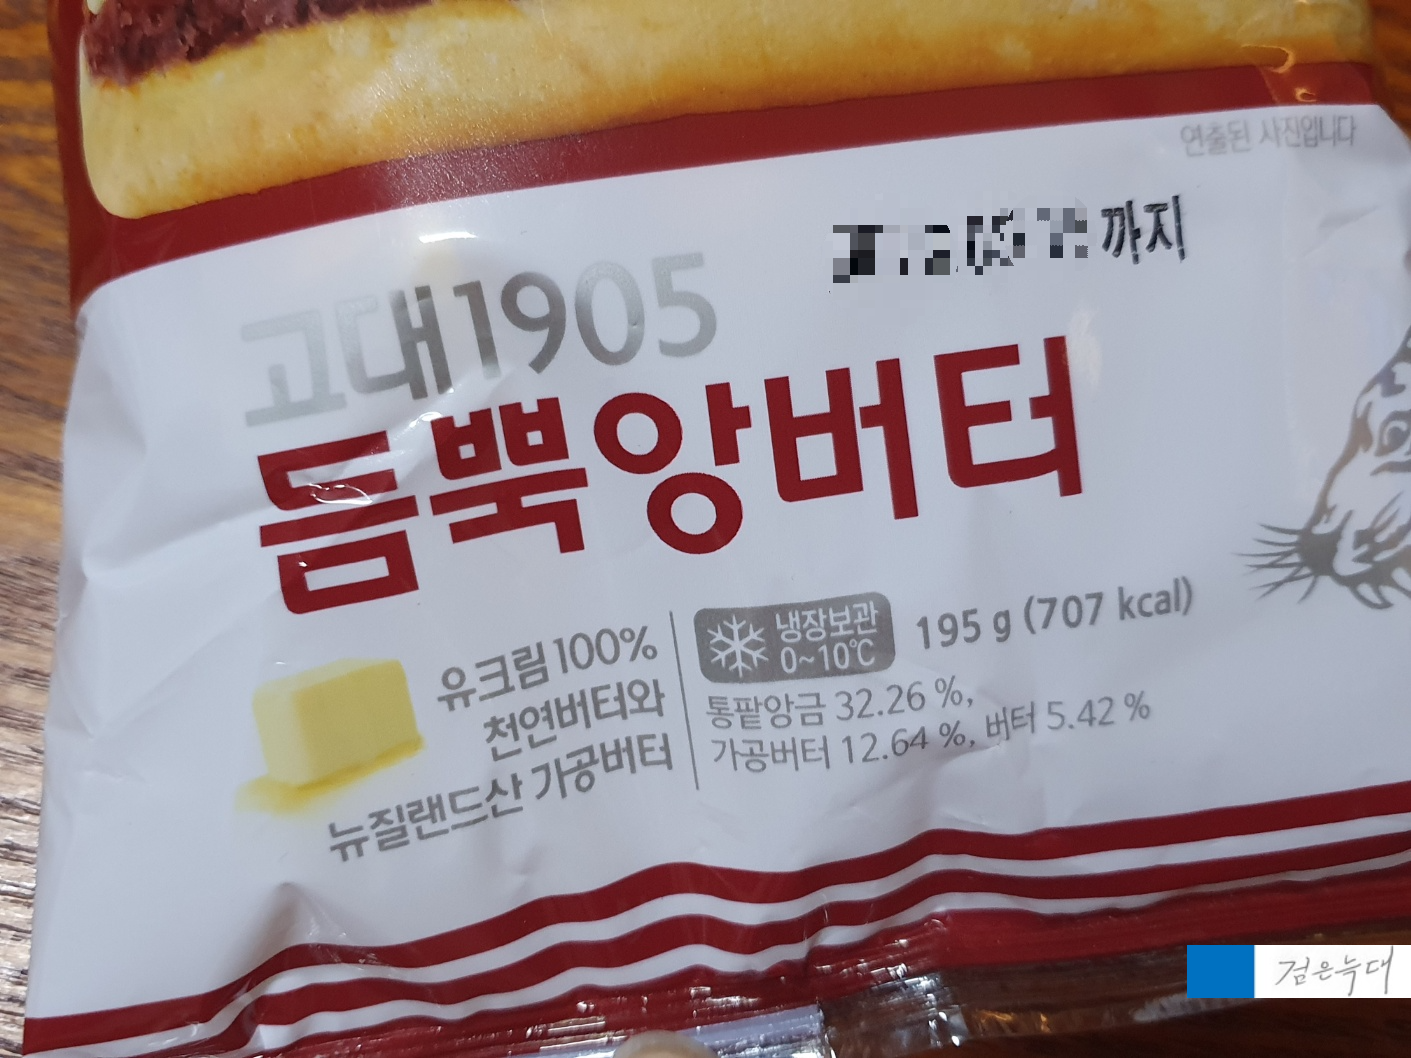 연출된 사진입니다
까지
고대1905
듬뿍앙버터
유크림100%
천연버터와
뉴질랜드산 가공버터
냉장보관
0~10℃
195 g (707 kcal)
통팥앙금 32.26 %,
가공버터 12.64 %, 버터 5.42 %
검은늑대